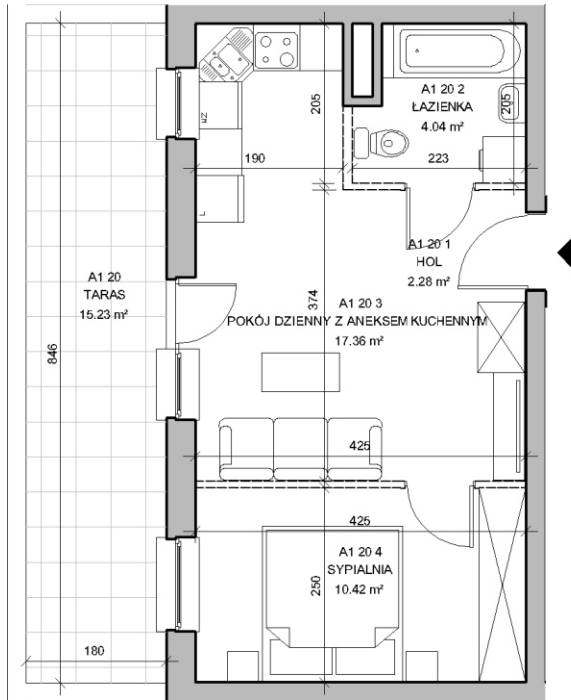 A1 20 2
ŁAZIENKA
4.04 m²
205
205
190
223
WZ
L
A1 20 1
HOL
2.28 m²
A1 20
TARAS
15.23 m²
374
A1 20 3
POKÓJ DZIENNY Z ANEKSEM KUCHENNYM
17.36 m²
846
425
425
A1 20 4
SYPIALNIA
10.42 m²
250
180